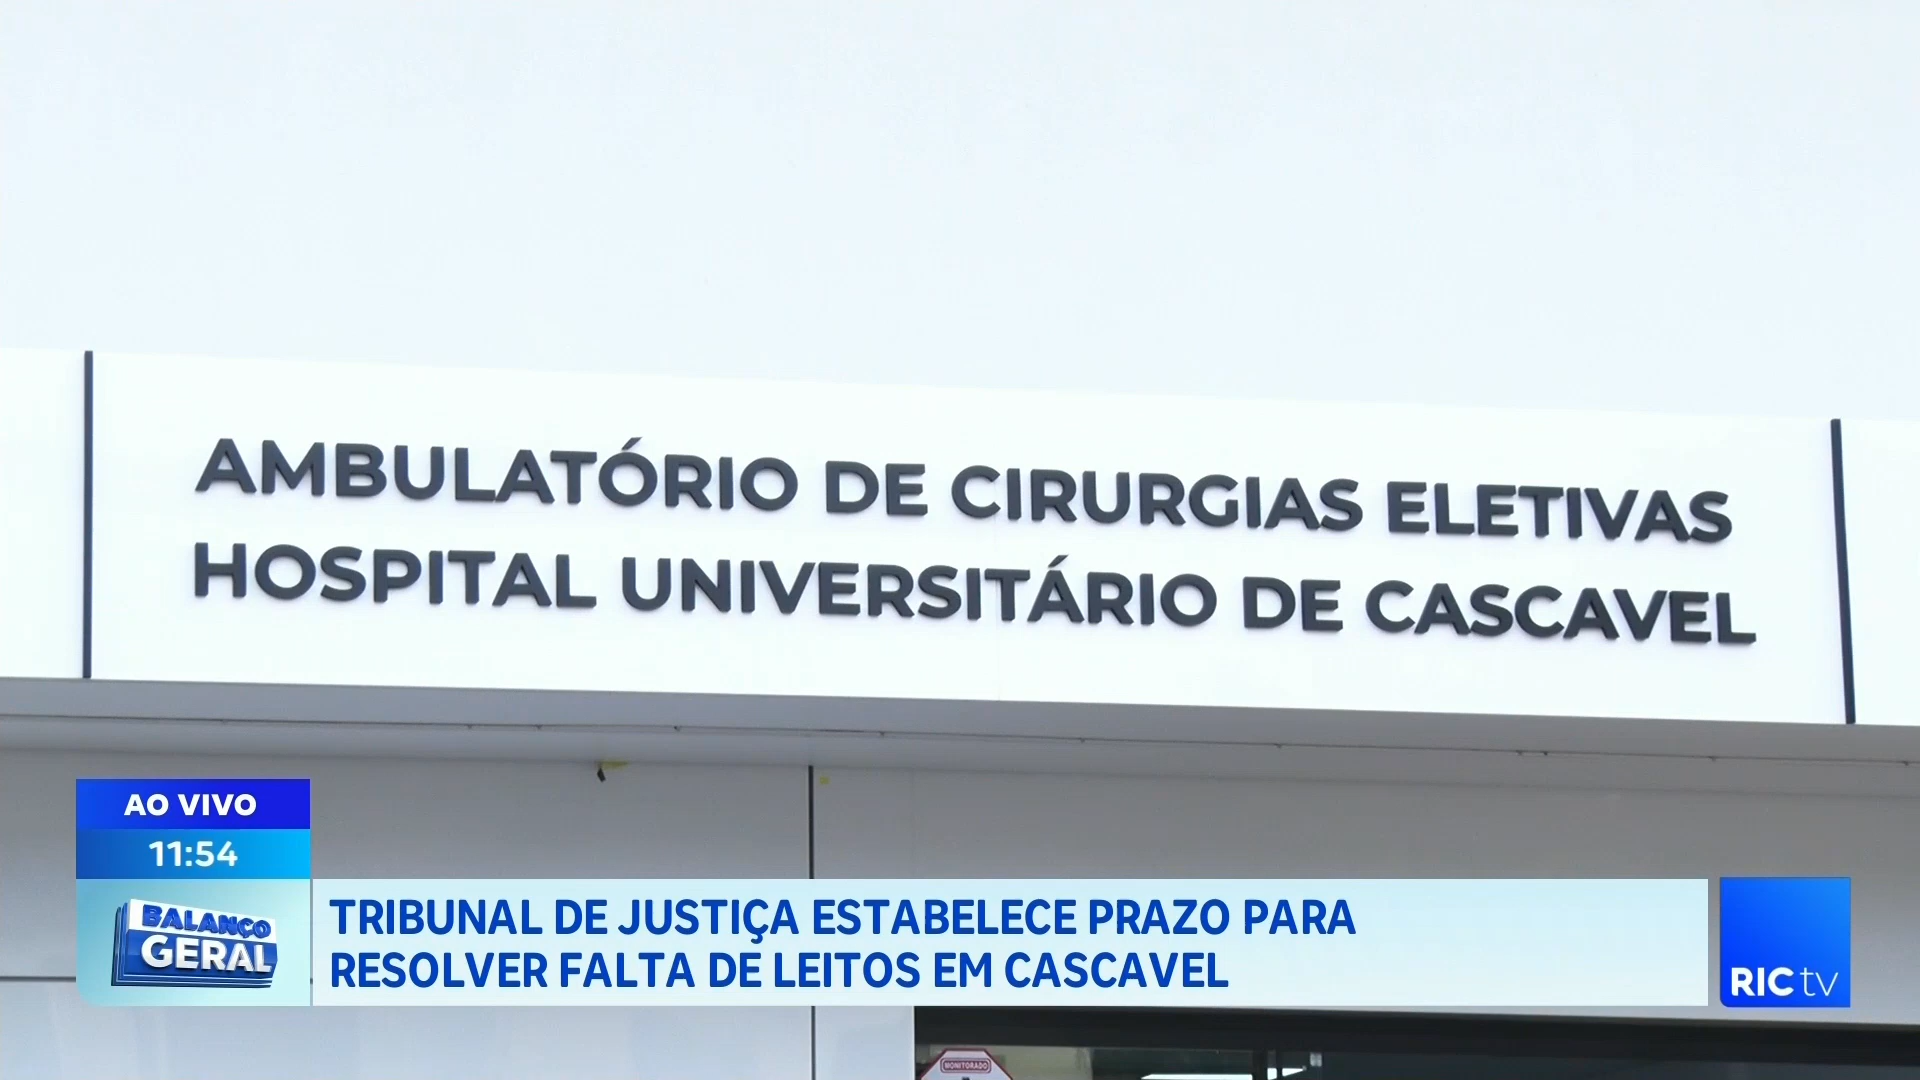 AMBULATÓRIO DE CIRURGIAS ELETIVAS
HOSPITAL UNIVERSITÁRIO DE CASCAVEL
AO VIVO
11:54
BALANÇO
GERAL
TRIBUNAL DE JUSTIÇA ESTABELECE PRAZO PARA
RESOLVER FALTA DE LEITOS EM CASCAVEL
RIC tv
MONITORADO